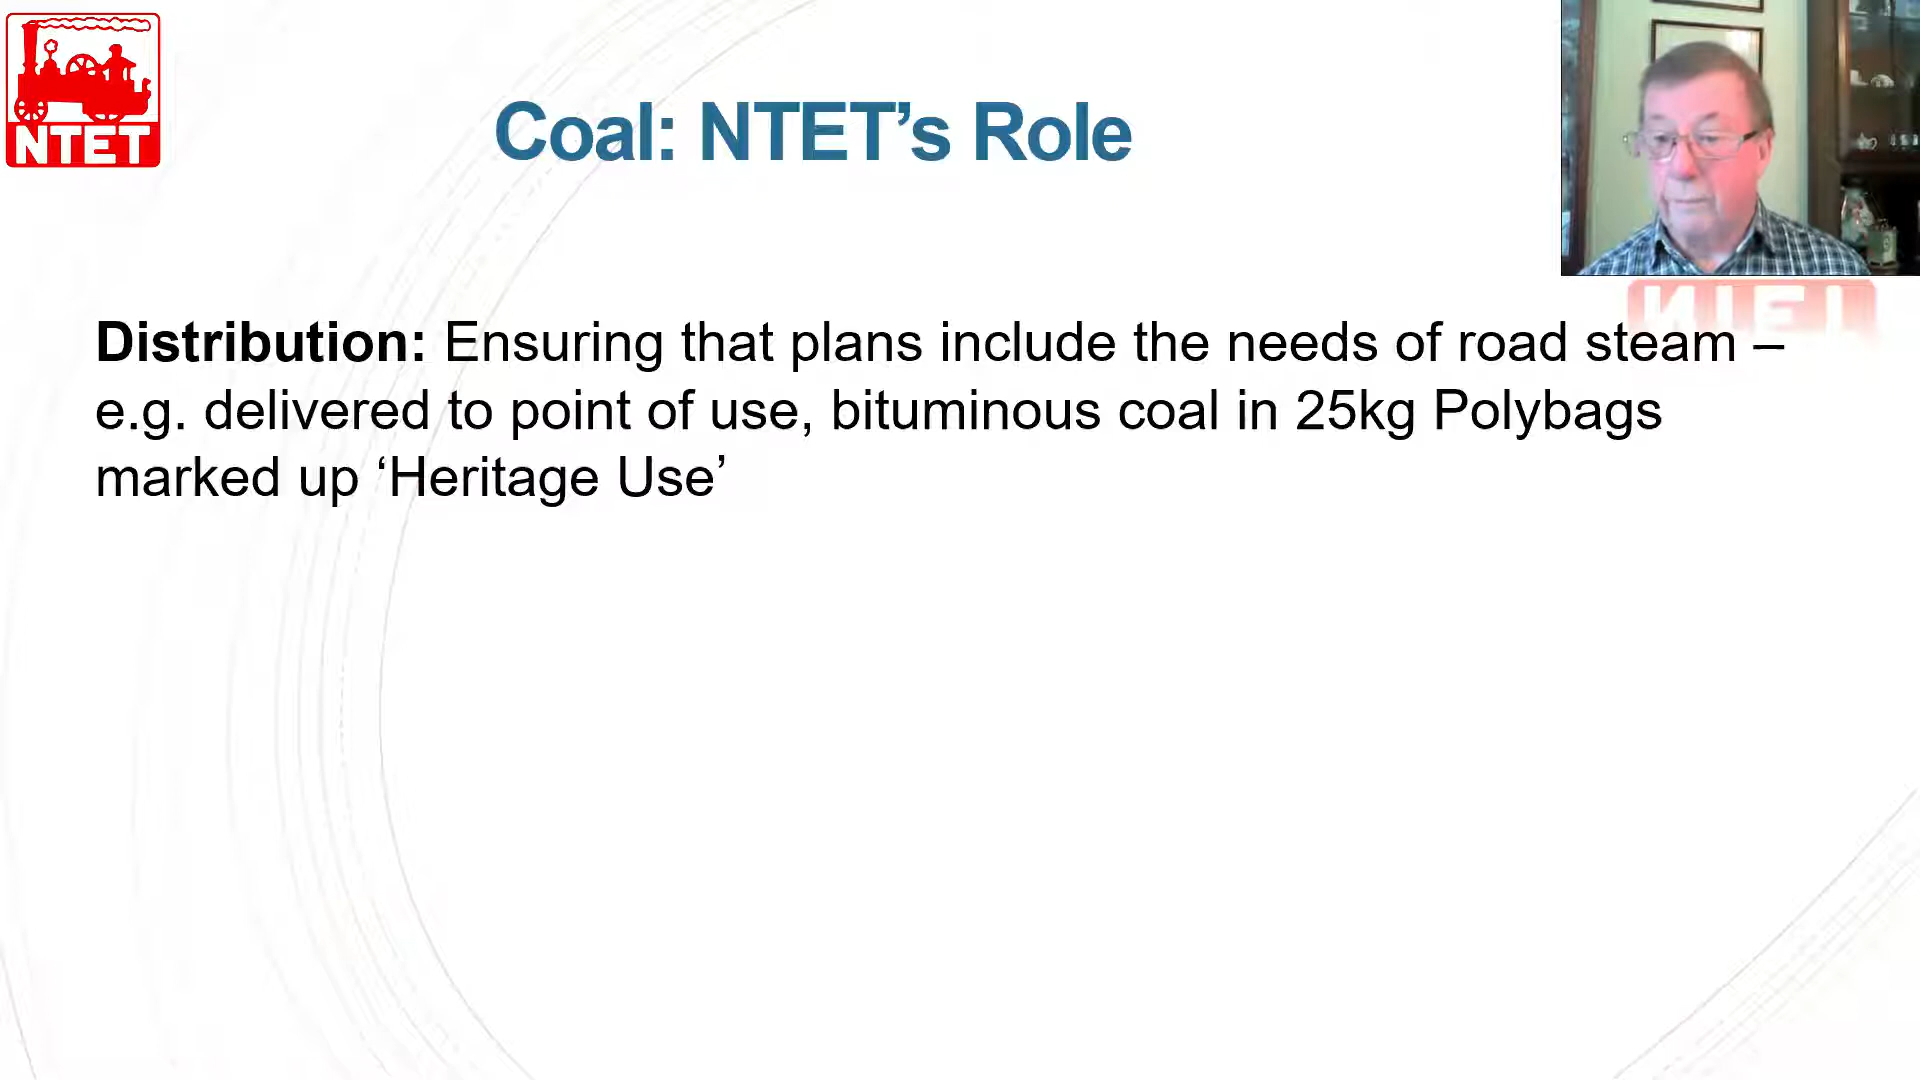 NTET
Coal: NTET’s Role
Distribution: Ensuring that plans include the needs of road steam –
e.g. delivered to point of use, bituminous coal in 25kg Polybags
marked up ‘Heritage Use’